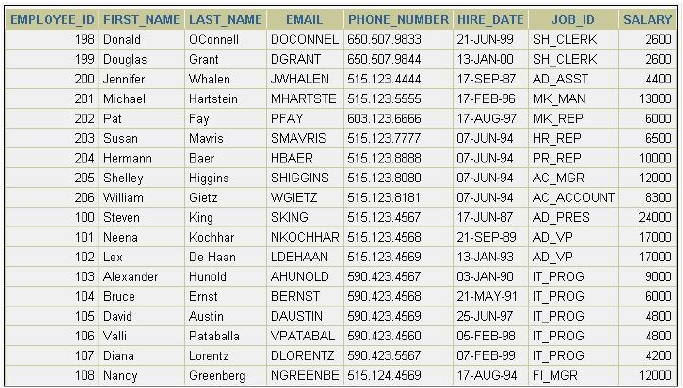 EMPLOYEE_ID FIRST_NAME LAST_NAME EMAIL PHONE_NUMBER HIRE_DATE JOB_ID SALARY
198 Donald OConnell DOCONNEL 650.507.9833 21-JUN-99 SH_CLERK 2600
199 Douglas Grant DGRANT 650.507.9844 13-JAN-00 SH_CLERK 2600
200 Jennifer Whalen JWHALEN 515.123.4444 17-SEP-87 AD_ASST 4400
201 Michael Hartstein MHARTSTE 515.123.5555 17-FEB-96 MK_MAN 13000
202 Pat Fay PFAY 603.123.6666 17-AUG-97 MK_REP 6000
203 Susan Mavris SMAVRIS 515.123.7777 07-JUN-94 HR_REP 6500
204 Hermann Baer HBAER 515.123.8888 07-JUN-94 PR_REP 10000
205 Shelley Higgins SHIGGINS 515.123.8080 07-JUN-94 AC_MGR 12000
206 William Gietz WGIETZ 515.123.8181 07-JUN-94 AC_ACCOUNT 8300
100 Steven King SKING 515.123.4567 17-JUN-87 AD_PRES 24000
101 Neena Kochhar NKOCHHAR 515.123.4568 21-SEP-89 AD_VP 17000
102 Lex De Haan LDEHAAN 515.123.4569 13-JAN-93 AD_VP 17000
103 Alexander Hunold AHUNOLD 590.423.4567 03-JAN-90 IT_PROG 9000
104 Bruce Ernst BERNST 590.423.4568 21-MAY-91 IT_PROG 6000
105 David Austin DAUSTIN 590.423.4569 25-JUN-97 IT_PROG 4800
106 Valli Pataballa VPATABAL 590.423.4560 05-FEB-98 IT_PROG 4800
107 Diana Lorentz DLORENTZ 590.423.5567 07-FEB-99 IT_PROG 4200
108 Nancy Greenberg NGREENBE 515.124.4569 17-AUG-94 FI_MGR 12000